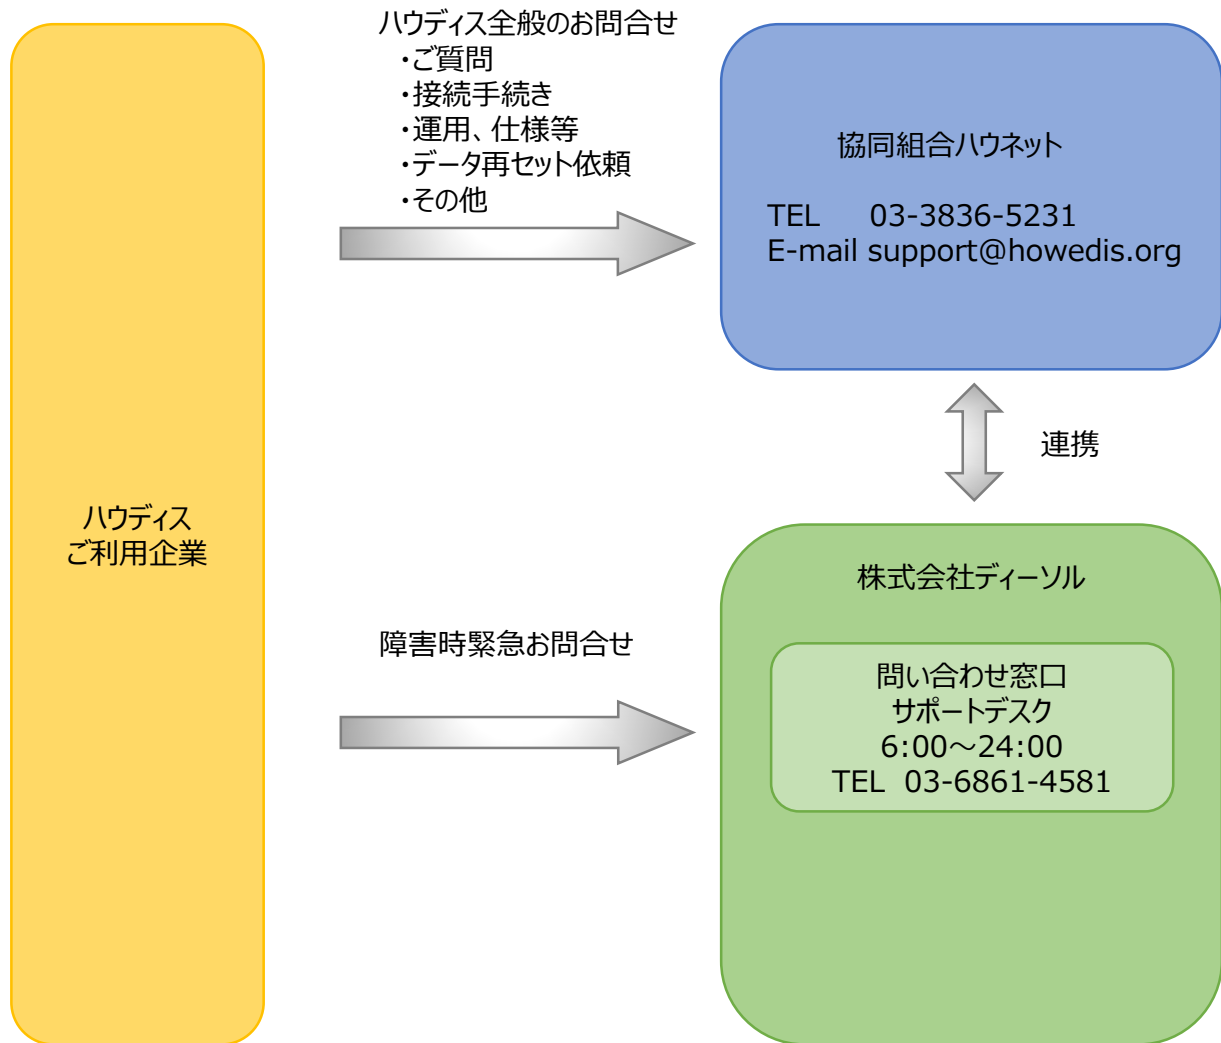 ハウディス全般のお問合せ
・ご質問
・接続手続き
・運用、仕様等
・データ再セット依頼
・その他
協同組合ハウネット
TEL 03-3836-5231
E-mail support@howedis.org
連携
ハウディス
ご利用企業
障害時緊急お問合せ
株式会社ディーソル
問い合わせ窓口
サポートデスク
6:00～24:00
TEL 03-6861-4581